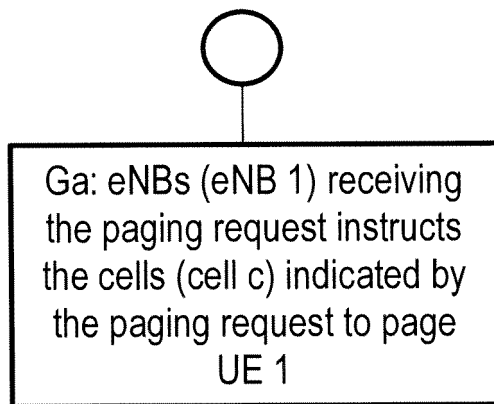 Ga: eNBs (eNB 1) receiving
the paging request instructs
the cells (cell c) indicated by
the paging request to page
UE 1